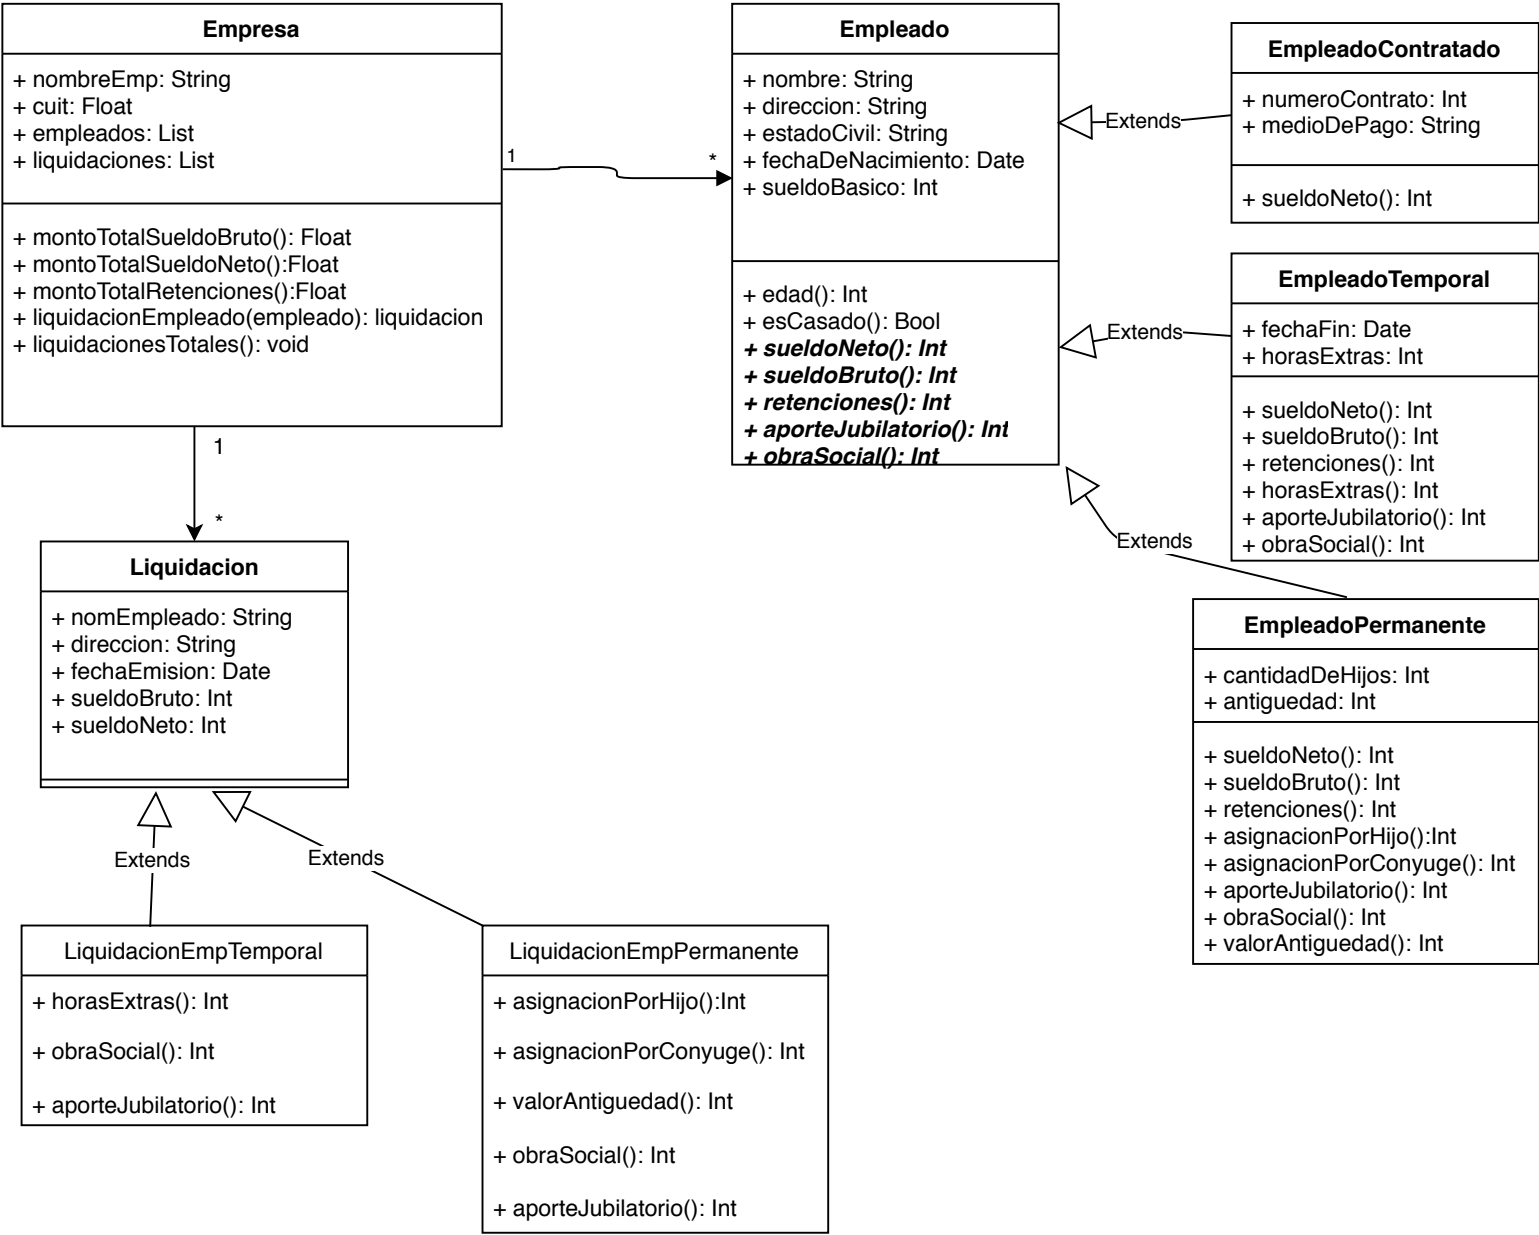 Empresa
+ nombreEmp: String
+ cuit: Float
+ empleados: List
+ liquidaciones: List
+ montoTotalSueldoBruto(): Float
+ montoTotalSueldoNeto():Float
+ montoTotalRetenciones():Float
+ liquidacionEmpleado(empleado): liquidacion
+ liquidacionesTotales(): void
1
*
Empleado
+ nombre: String
+ direccion: String
+ estadoCivil: String
+ fechaDeNacimiento: Date
+ sueldoBasico: Int
+ edad(): Int
+ esCasado(): Bool
+ sueldoNeto(): Int
+ sueldoBruto(): Int
+ retenciones(): Int
+ aporteJubilatorio(): Int
+ obraSocial(): Int
Extends
EmpleadoContratado
+ numeroContrato: Int
+ medioDePago: String
+ sueldoNeto(): Int
Extends
EmpleadoTemporal
+ fechaFin: Date
+ horasExtras: Int
+ sueldoNeto(): Int
+ sueldoBruto(): Int
+ retenciones(): Int
+ horasExtras(): Int
+ aporteJubilatorio(): Int
+ obraSocial(): Int
Extends
EmpleadoPermanente
+ cantidadDeHijos: Int
+ antiguedad: Int
+ sueldoNeto(): Int
+ sueldoBruto(): Int
+ retenciones(): Int
+ asignacionPorHijo():Int
+ asignacionPorConyuge(): Int
+ aporteJubilatorio(): Int
+ obraSocial(): Int
+ valorAntiguedad(): Int
1
*
Liquidacion
+ nomEmpleado: String
+ direccion: String
+ fechaEmision: Date
+ sueldoBruto: Int
+ sueldoNeto: Int
Extends
Extends
LiquidacionEmpTemporal
+ horasExtras(): Int
+ obraSocial(): Int
+ aporteJubilatorio(): Int
LiquidacionEmpPermanente
+ asignacionPorHijo():Int
+ asignacionPorConyuge(): Int
+ valorAntiguedad(): Int
+ obraSocial(): Int
+ aporteJubilatorio(): Int